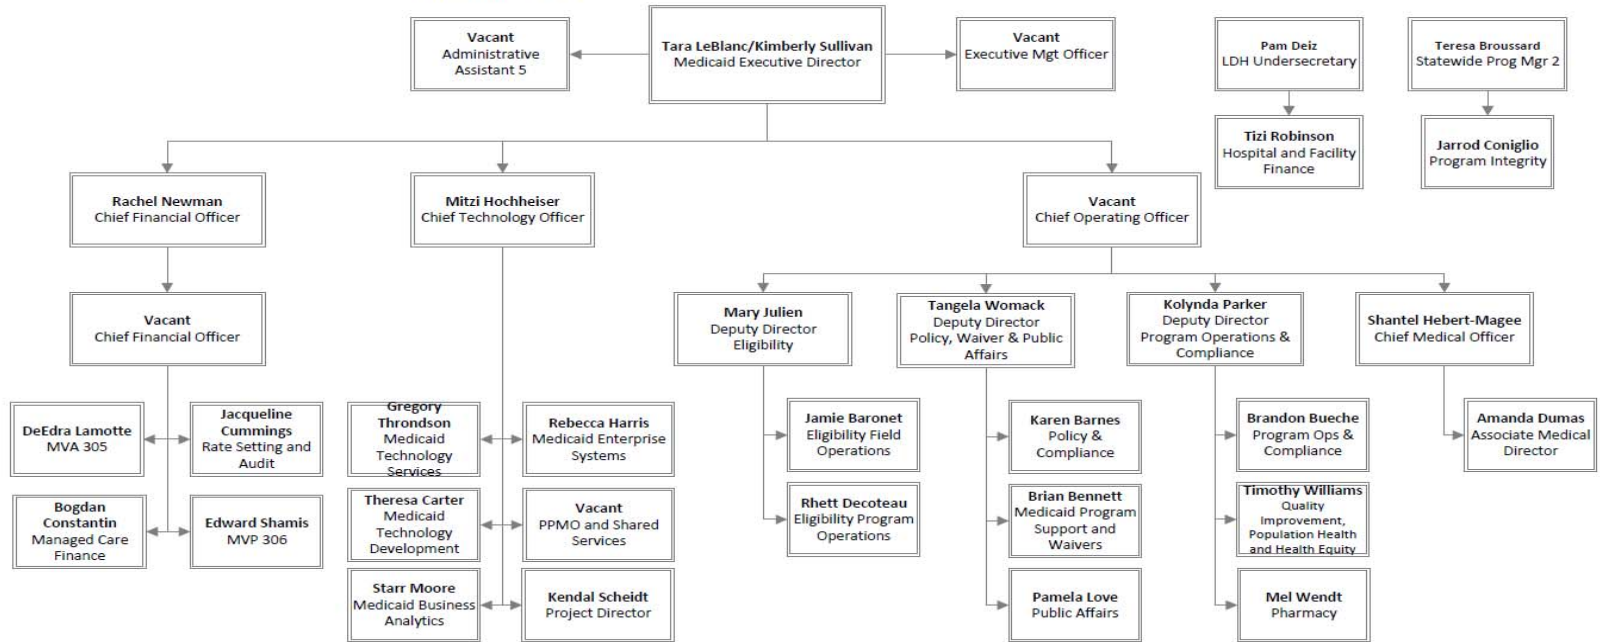 Vacant
Administrative
Assistant 5
Tara LeBlanc/Kimberly Sullivan
Medicaid Executive Director
Vacant
Executive Mgt Officer
Pam Deiz
LDH Undersecretary
Teresa Broussard
Statewide Prog Mgr 2
Tizi Robinson
Hospital and Facility
Finance
Jarrod Coniglio
Program Integrity
Rachel Newman
Chief Financial Officer
Mitzi Hochheiser
Chief Technology Officer
Vacant
Chief Operating Officer
Vacant
Chief Financial Officer
Mary Julien
Deputy Director
Eligibility
Tangela Womack
Deputy Director
Policy, Waiver & Public
Affairs
Kolynda Parker
Deputy Director
Program Operations &
Compliance
Shantel Hebert-Magee
Chief Medical Officer
DeEdra Lamotte
MVA 305
Jacqueline
Cummings
Rate Setting and
Audit
Gregory
Throndson
Medicaid
Technology
Services
Rebecca Harris
Medicaid Enterprise
Systems
Jamie Baronet
Eligibility Field
Operations
Karen Barnes
Policy &
Compliance
Brandon Bueche
Program Ops &
Compliance
Amanda Dumas
Associate Medical
Director
Bogdan
Constantin
Managed Care
Finance
Edward Shamis
MVP 306
Theresa Carter
Medicaid
Technology
Development
Vacant
PPMO and Shared
Services
Rhett Decoteau
Eligibility Program
Operations
Brian Bennett
Medicaid Program
Support and
Waivers
Timothy Williams
Quality
Improvement,
Population Health
and Health Equity
Starr Moore
Medicaid Business
Analytics
Kendal Scheidt
Project Director
Pamela Love
Public Affairs
Mel Wendt
Pharmacy